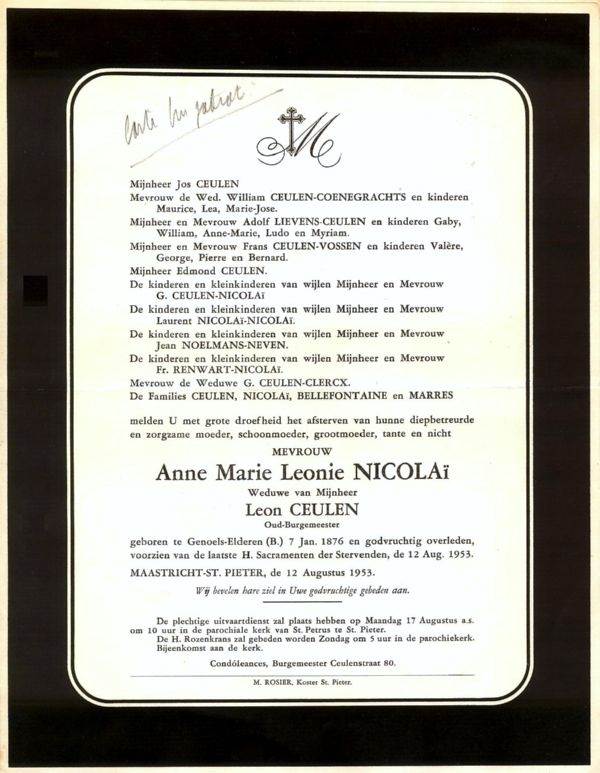 M
Mijnheer Jos CEULEN
Mevrouw de Wed. William CEULEN-COENEGRACHTS en kinderen
Maurice, Lea, Marie-Jose.
Mijnheer en Mevrouw Adolf LIEVENS-CEULEN en kinderen Gaby,
William, Anne-Marie, Ludo en Myriam.
Mijnheer en Mevrouw Frans CEULEN-VOSSEN en kinderen Valère,
George, Pierre en Bernard.
Mijnheer Edmond CEULEN.
De kinderen en kleinkinderen van wijlen Mijnheer en Mevrouw
G. CEULEN-NICOLAï
De kinderen en kleinkinderen van wijlen Mijnheer en Mevrouw
Laurent NICOLAï-NICOLAï.
De kinderen en kleinkinderen van wijlen Mijnheer en Mevrouw
Jean NOELMANS-NEVEN.
De kinderen en kleinkinderen van wijlen Mijnheer en Mevrouw
Fr. RENWART-NICOLAï.
Mevrouw de Weduwe G. CEULEN-CLERCX.
De Families CEULEN, NICOLAï, BELLEFONTAINE en MARRES
melden U met grote droefheid het afsterven van hunne diepbetreurde
en zorgzame moeder, schoonmoeder, grootmoeder, tante en nicht
MEVROUW
Anne Marie Leonie NICOLAï
Weduwe van Mijnheer
Leon CEULEN
Oud-Burgemeester
geboren te Genoels-Elderen (B.) 7 Jan. 1876 en godvruchtig overleden,
voorzien van de laatste H. Sacramenten der Stervenden, de 12 Aug. 1953.
MAASTRICHT-ST. PIETER, de 12 Augustus 1953.
Wij bevelen hare ziel in Uwe godvruchtige gebeden aan.
De plechtige uitvaartdienst zal plaats hebben op Maandag 17 Augustus a.s.
om 10 uur in de parochiale kerk van St. Petrus te St. Pieter.
De H. Rozenkrans zal gebeden worden Zondag om 5 uur in de parochiekerk.
Bijeenkomst aan de kerk.
Condóleances, Burgemeester Ceulenstraat 80.
M. ROSIER, Koster St. Pieter.